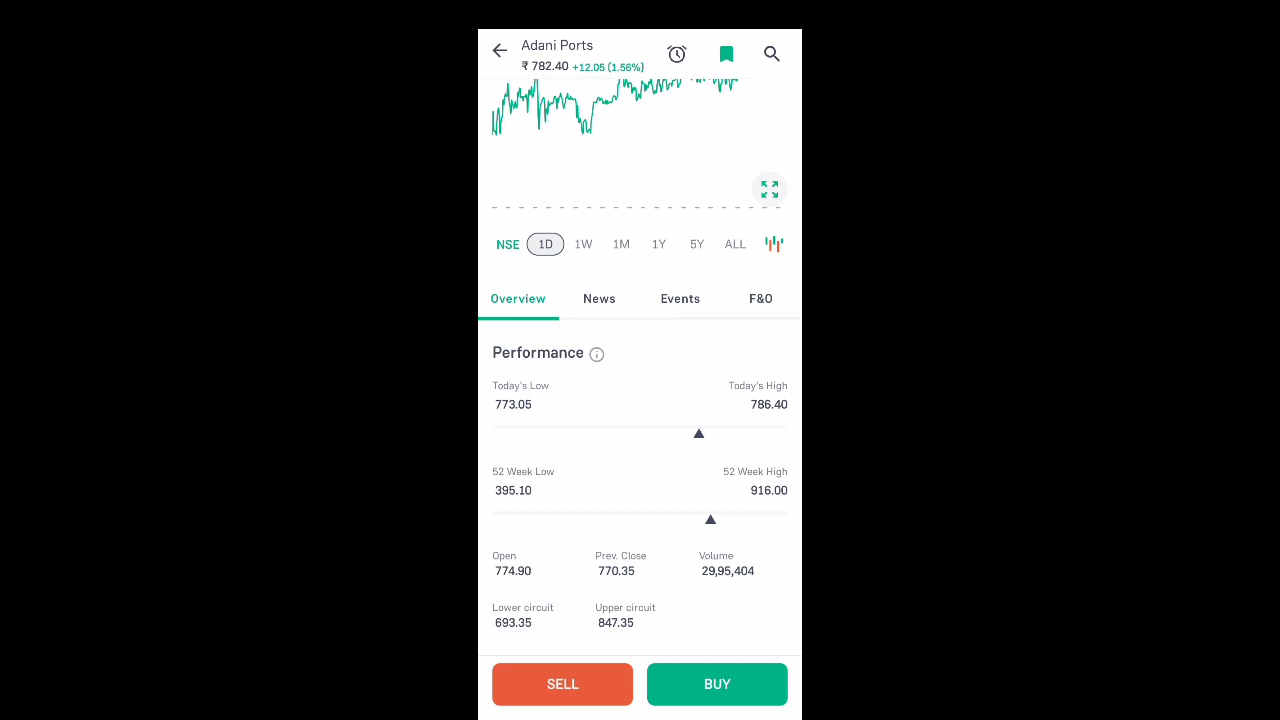 Adani Ports
₹ 782.40 +12.05 (1.56%)
NSE 1D 1W 1M 1Y 5Y ALL
Overview News Events F&O
Performance
Today's Low Today's High
773.05 786.40
52 Week Low 52 Week High
395.10 916.00
Open Prev. Close Volume
774.90 770.35 29,95,404
Lower circuit Upper circuit
693.35 847.35
SELL BUY